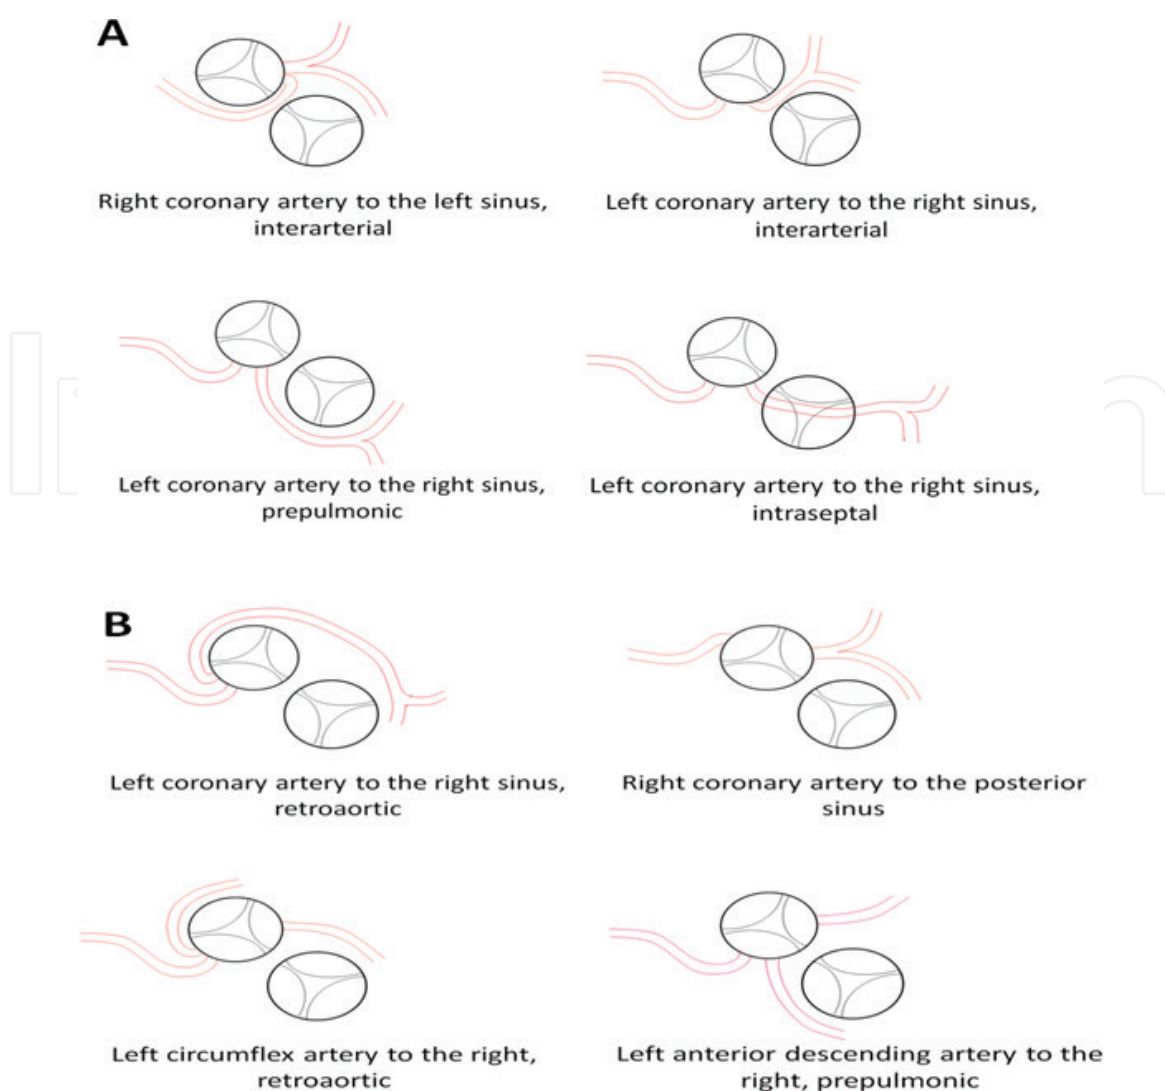 A
Right coronary artery to the left sinus,
interarterial
Left coronary artery to the right sinus,
interarterial
Left coronary artery to the right sinus,
prepulmonic
Left coronary artery to the right sinus,
intraseptal
B
Left coronary artery to the right sinus,
retroaortic
Right coronary artery to the posterior
sinus
Left circumflex artery to the right,
retroaortic
Left anterior descending artery to the
right, prepulmonic